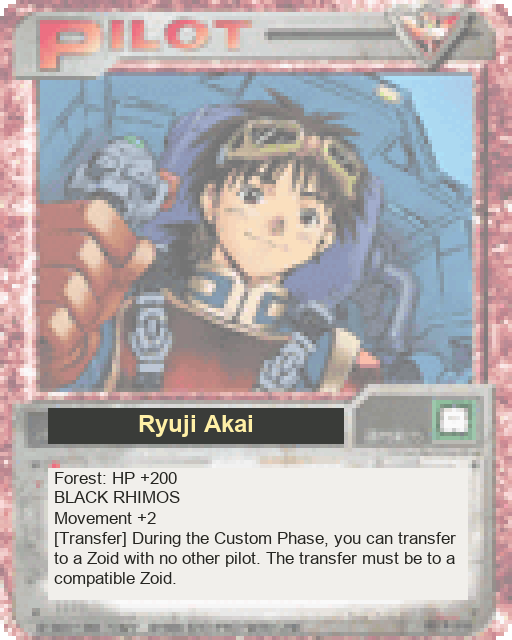 PILOT
Ryuji Akai
Forest: HP +200
BLACK RHIMOS
Movement +2
[Transfer] During the Custom Phase, you can transfer
to a Zoid with no other pilot. The transfer must be to a
compatible Zoid.